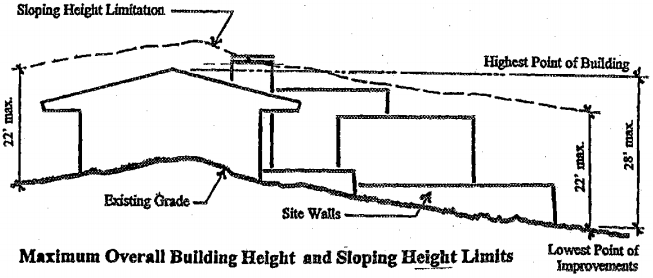 Sloping Height Limitation
Highest Point of Building
22' max.
22' max.
28' max.
Existing Grade
Site Walls
Maximum Overall Building Height and Sloping Height Limits
Lowest Point of
Improvements